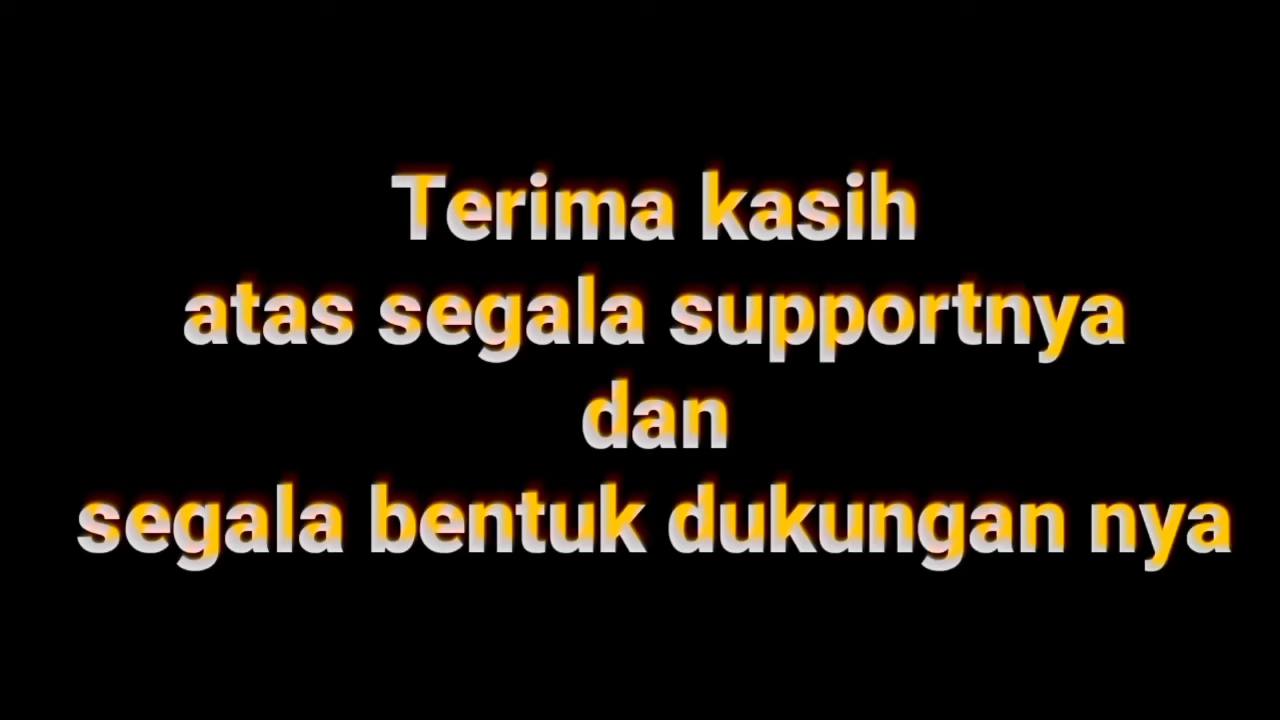 Terima kasih
atas segala supportnya
dan
segala bentuk dukungan nya